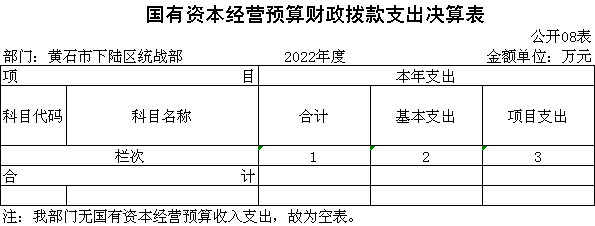 国有资本经营预算财政拨款支出决算表
公开08表
部门：黄石市下陆区统战部 2022年度 金额单位：万元
项 目 本年支出
科目代码 科目名称 合计 基本支出 项目支出
栏次 1 2 3
合 计
注：我部门无国有资本经营预算收入支出，故为空表。